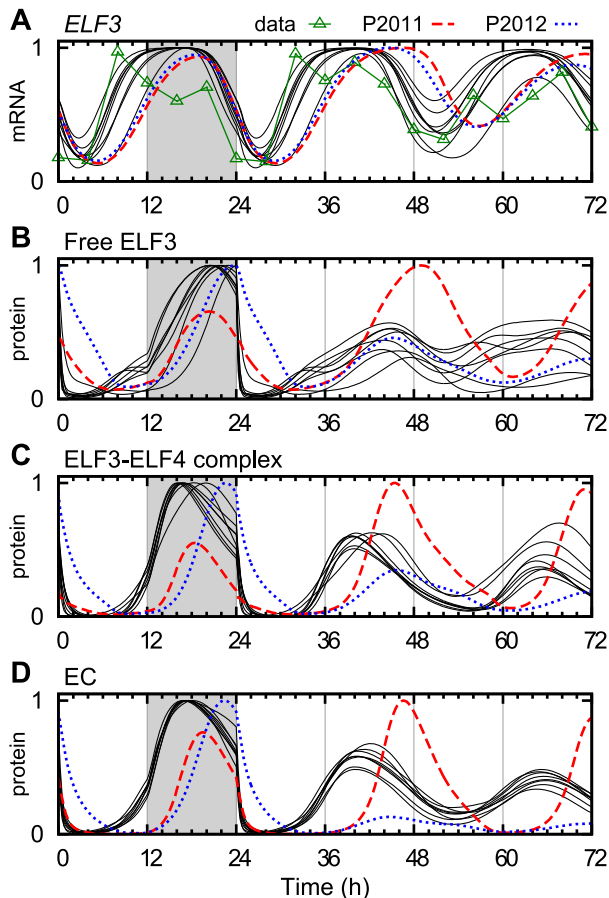 A ELF3 data P2011 P2012
1
mRNA
0
0 12 24 36 48 60 72
B Free ELF3
1
protein
0
0 12 24 36 48 60 72
C ELF3-ELF4 complex
1
protein
0
0 12 24 36 48 60 72
D EC
1
protein
0
0 12 24 36 48 60 72
Time (h)